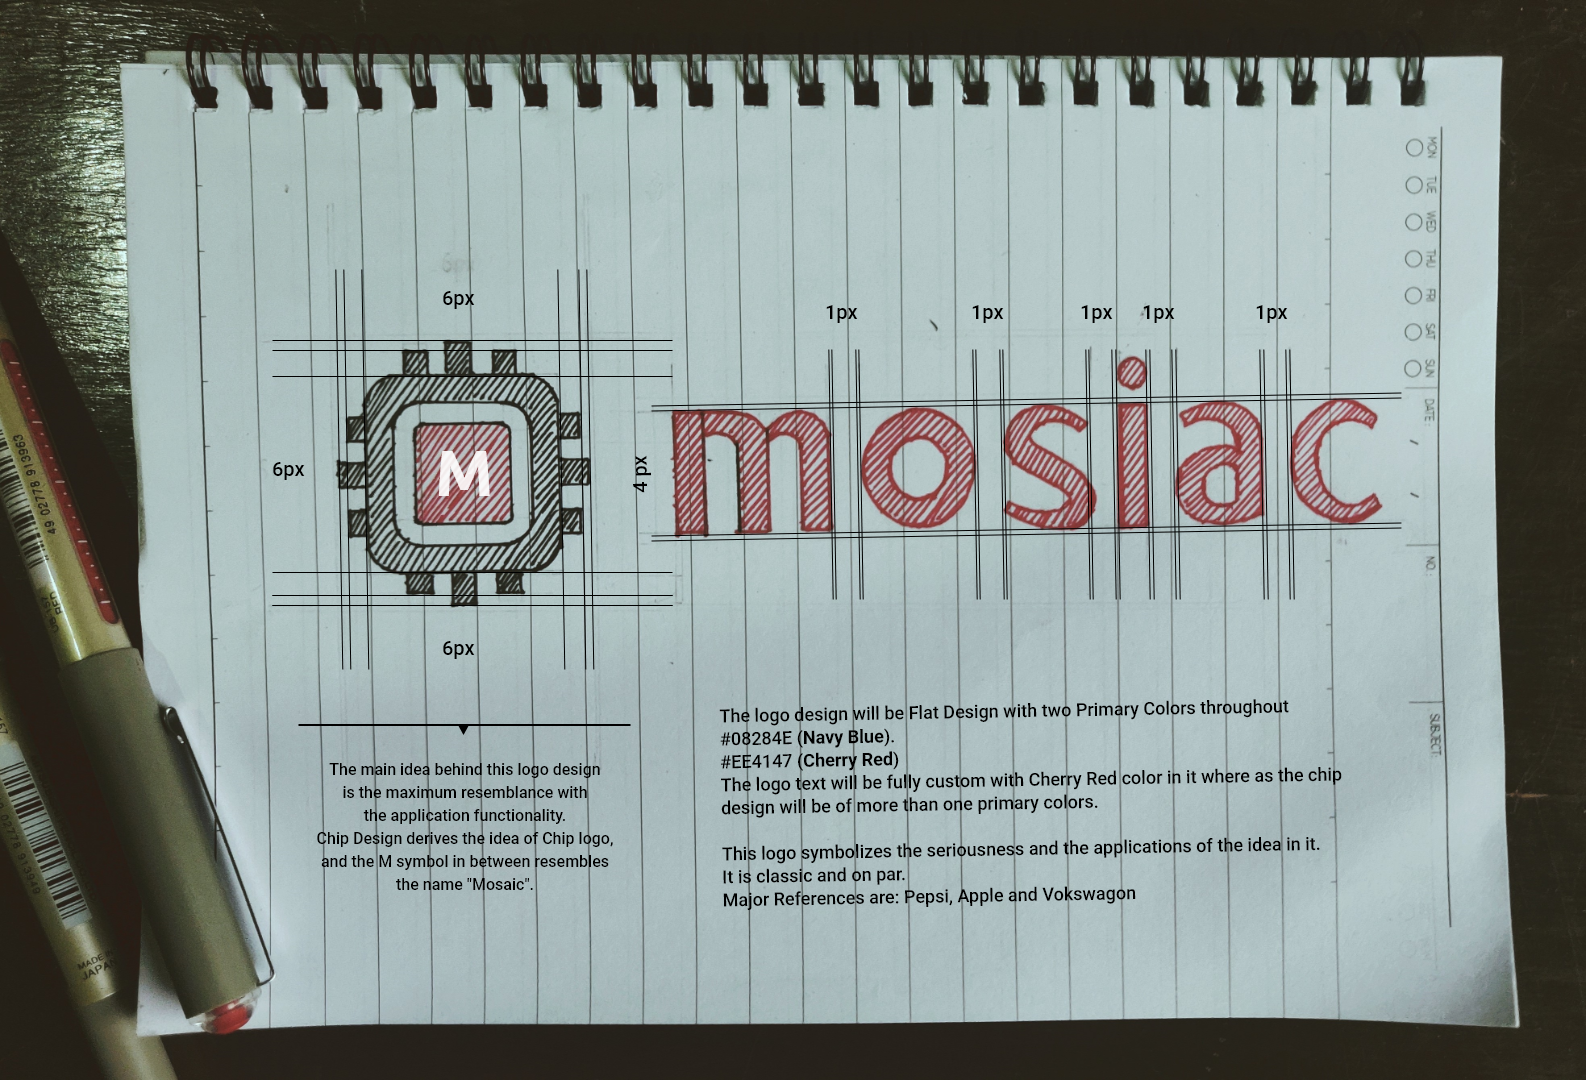 MON
TUE
WED
THU
FRI
SAT
SUN
DATE:
NO.:
SUBJECT:
6px
6px
6px
M
4 px
1px
1px
1px
1px
1px
mosiac
The main idea behind this logo design
is the maximum resemblance with
the application functionality.
Chip Design derives the idea of Chip logo,
and the M symbol in between resembles
the name "Mosaic".
The logo design will be Flat Design with two Primary Colors throughout
#08284E (Navy Blue).
#EE4147 (Cherry Red)
The logo text will be fully custom with Cherry Red color in it where as the chip
design will be of more than one primary colors.
This logo symbolizes the seriousness and the applications of the idea in it.
It is classic and on par.
Major References are: Pepsi, Apple and Vokswagon
49 02778 913963
RED
MADE
JAPAN